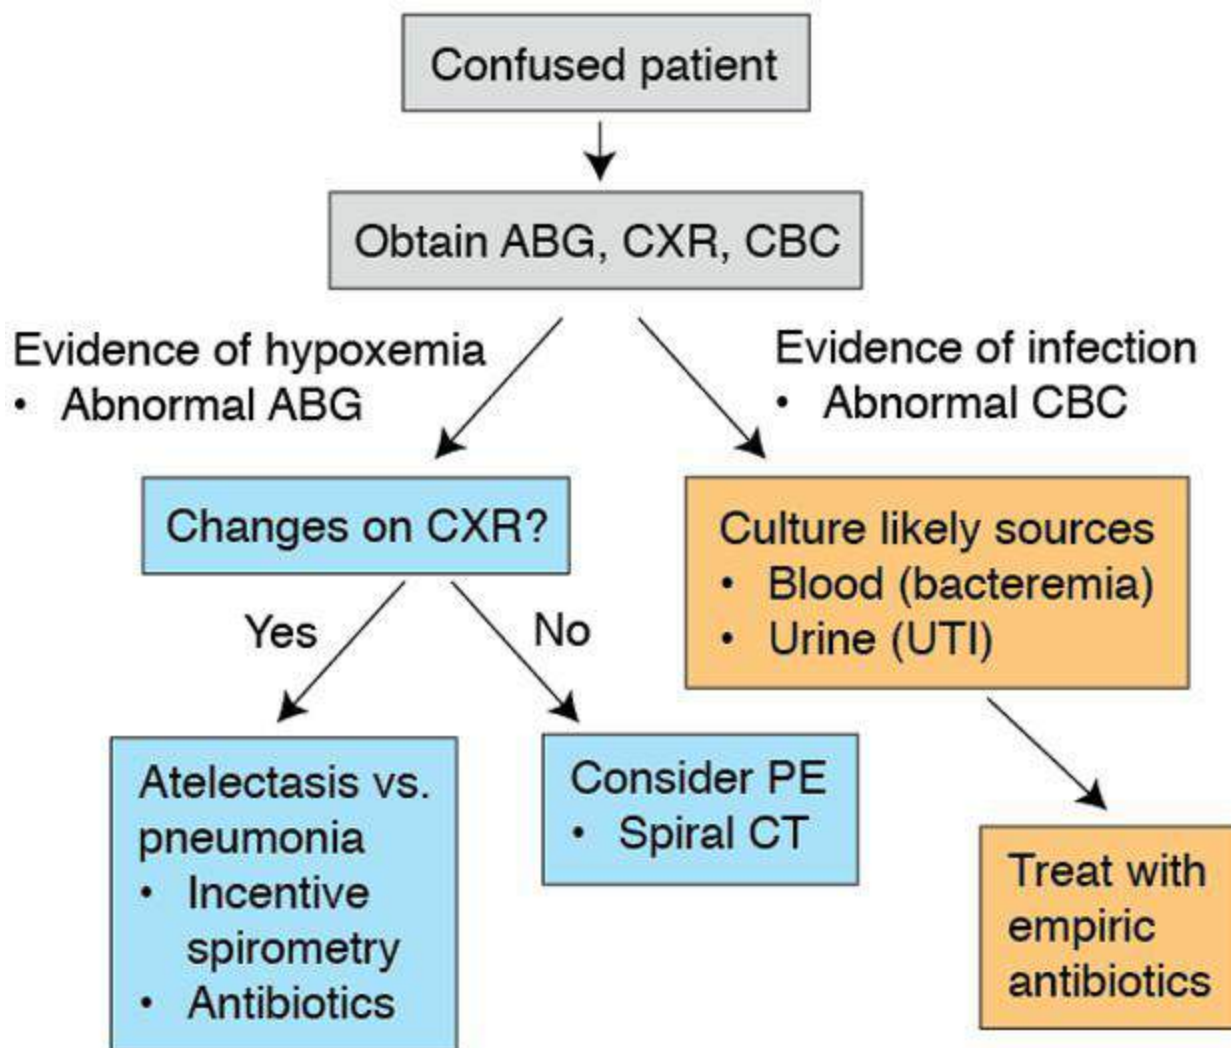 Confused patient
Obtain ABG, CXR, CBC
Evidence of hypoxemia
• Abnormal ABG
Evidence of infection
• Abnormal CBC
Changes on CXR?
Culture likely sources
• Blood (bacteremia)
• Urine (UTI)
Yes
No
Atelectasis vs.
pneumonia
• Incentive
spirometry
• Antibiotics
Consider PE
• Spiral CT
Treat with
empiric
antibiotics